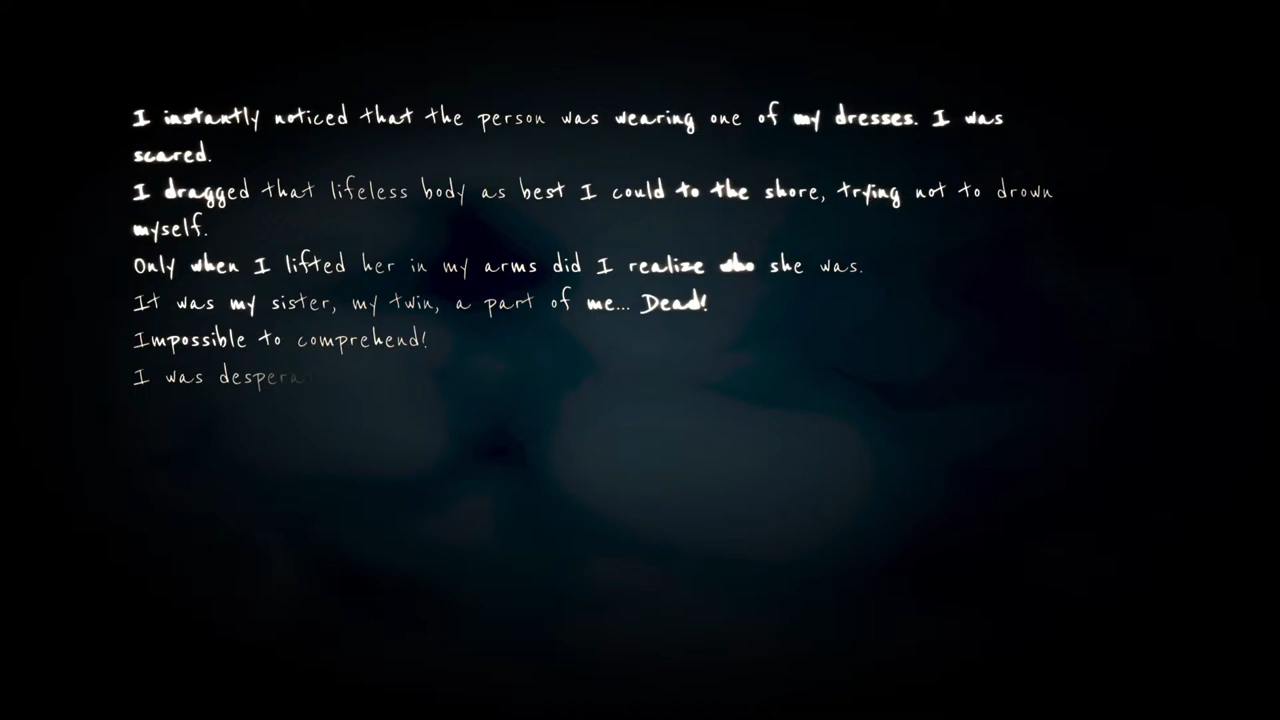 I instantly noticed that the person was wearing one of my dresses. I was
scared.
I dragged that lifeless body as best I could to the shore, trying not to drown
myself.
Only when I lifted her in my arms did I realize who she was.
It was my sister, my twin, a part of me... Dead!
Impossible to comprehend!
I was despera